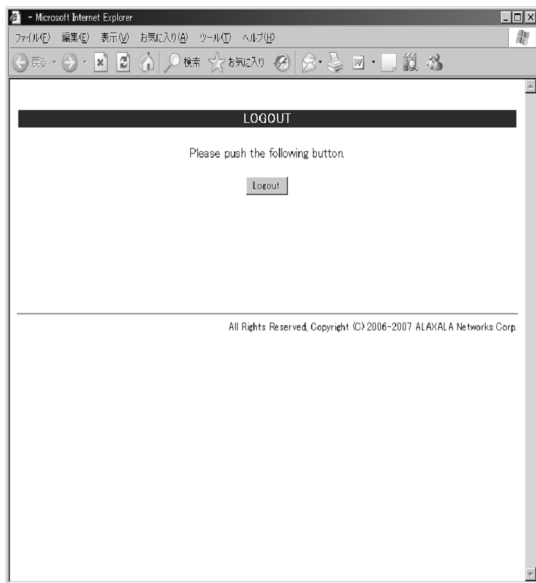 - Microsoft Internet Explorer
ファイル(F) 編集(E) 表示(V) お気に入り(A) ツール(T) ヘルプ(H)
戻る 検索 お気に入り
LOGOUT
Please push the following button.
Logout
All Rights Reserved, Copyright (C) 2006-2007 ALAXALA Networks Corp.